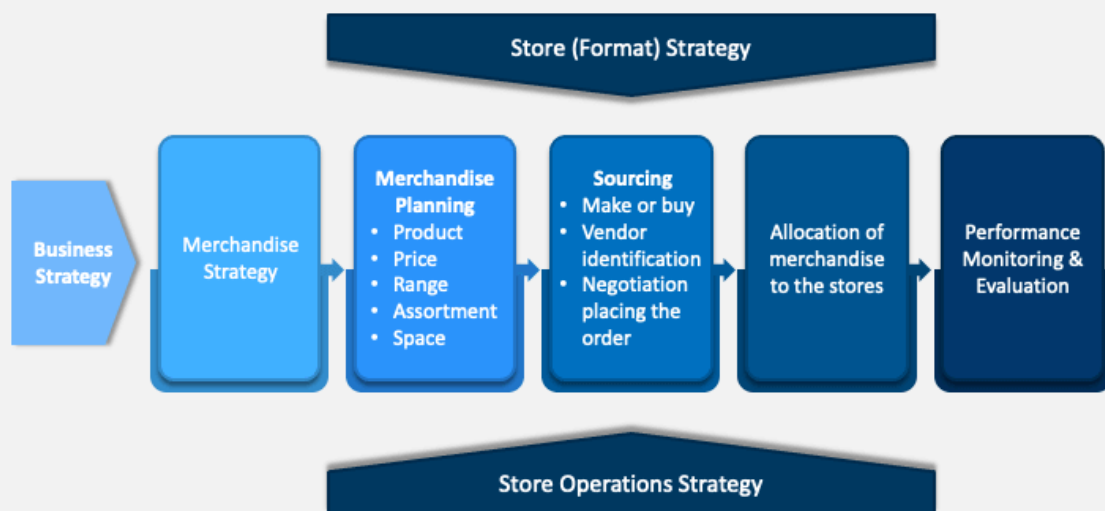 Store (Format) Strategy
Business
Strategy
Merchandise
Strategy
Merchandise
Planning
• Product
• Price
• Range
• Assortment
• Space
Sourcing
• Make or buy
• Vendor
identification
• Negotiation
placing the
order
Allocation of
merchandise
to the stores
Performance
Monitoring &
Evaluation
Store Operations Strategy